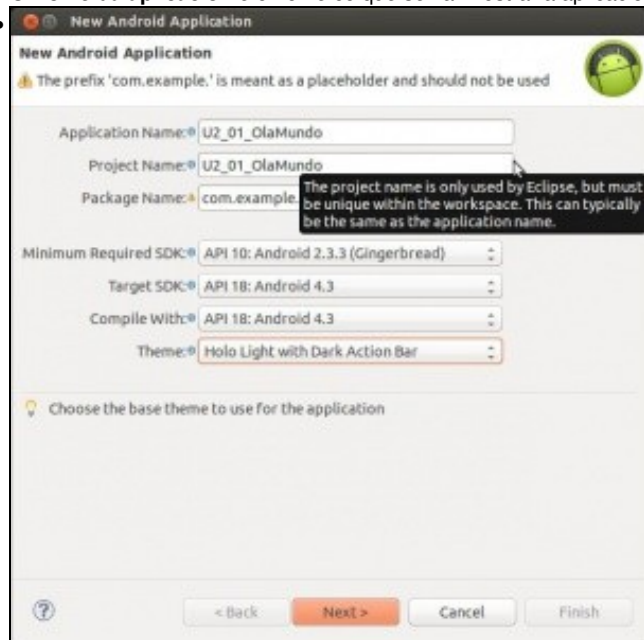 New Android Application
New Android Application
The prefix 'com.example.' is meant as a placeholder and should not be used
Application Name: U2_01_OlaMundo
Project Name: U2_01_OlaMundo
Package Name: com.example.
The project name is only used by Eclipse, but must
be unique within the workspace. This can typically
be the same as the application name.
Minimum Required SDK: API 10: Android 2.3.3 (Gingerbread)
Target SDK: API 18: Android 4.3
Compile With: API 18: Android 4.3
Theme: Holo Light with Dark Action Bar
Choose the base theme to use for the application
?
< Back Next > Cancel Finish